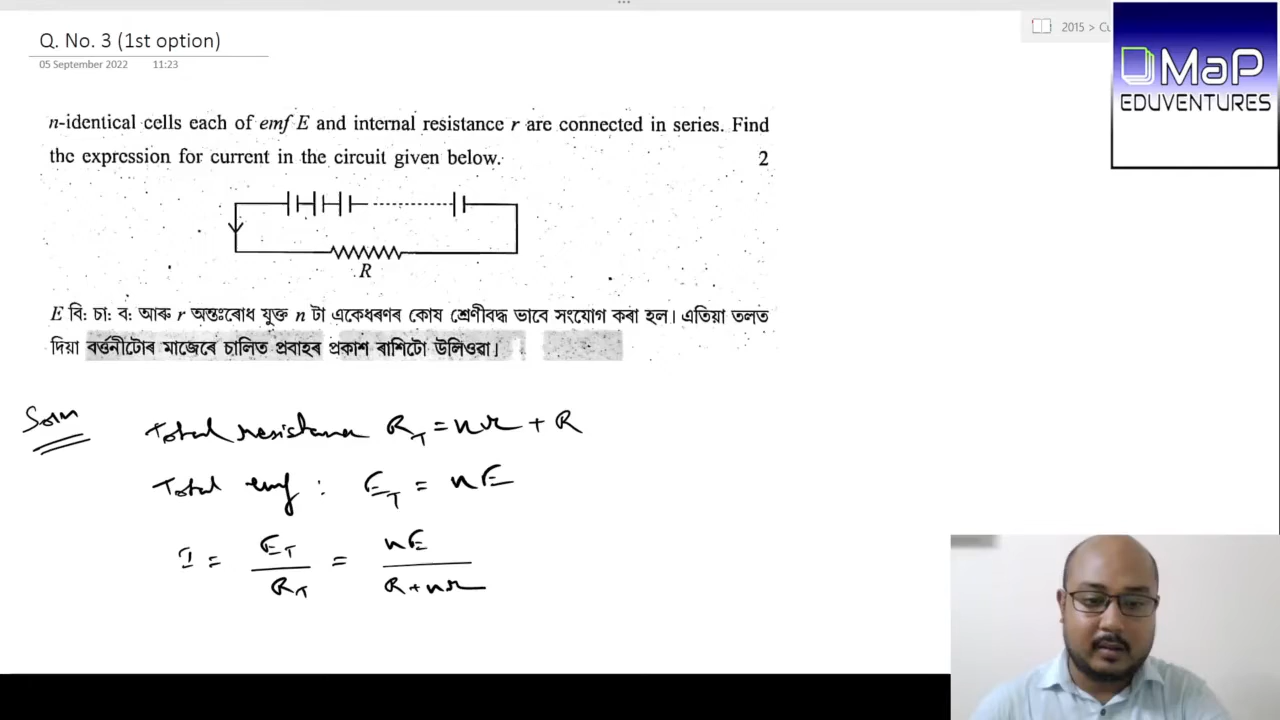 Q. No. 3 (1st option)
05 September 2022 11:23
2015 > Cu
MaP
EDUVENTURES
n-identical cells each of emf E and internal resistance r are connected in series. Find
the expression for current in the circuit given below. 2
R
E বি: চা: ব: আৰু r অন্তঃৰোধ যুক্ত n টা একেধৰণৰ কোষ শ্ৰেণীবদ্ধ ভাবে সংযোগ কৰা হল। এতিয়া তলত
দিয়া বৰ্ত্তনীটোৰ মাজেৰে চালিত প্ৰবাহৰ প্ৰকাশ ৰাশিটো উলিওৱা।
Soln
Total resistance R_T = nr + R
Total emf : E_T = nE
I = E_T / R_T = nE / R + nr